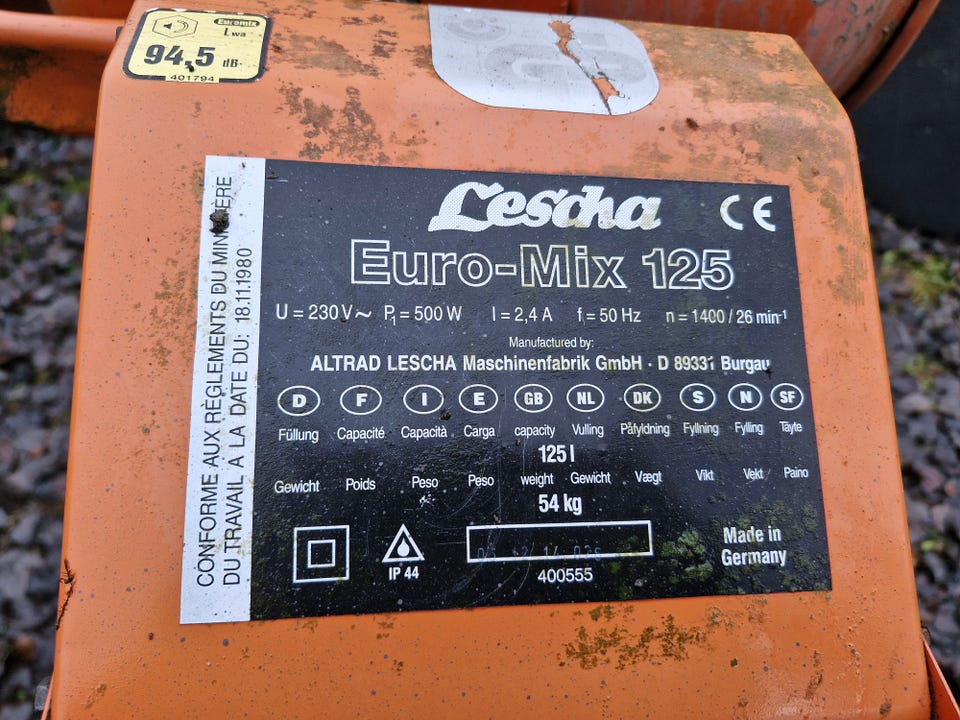 Euromix
LWA
94,5 dB
401794
CONFORME AUX RÈGLEMENTS DU
DU TRAVAIL A LA DATE DU: 18.11.1980
Lescha CE
Euro-Mix 125
U = 230 V~ P1 = 500 W I = 2,4 A f = 50 Hz n = 1400 / 26 min-1
Manufactured by:
ALTRAD LESCHA Maschinenfabrik GmbH · D 89331 Burgau
D F I E GB NL DK S N SF
Füllung Capacité Capacità Carga capacity Vulling Påfyldning Fyllning Fylling Täyte
125 l
Gewicht Poids Peso Peso weight Gewicht Vægt Vikt Vekt Paino
54 kg
IP 44
400555
Made in
Germany